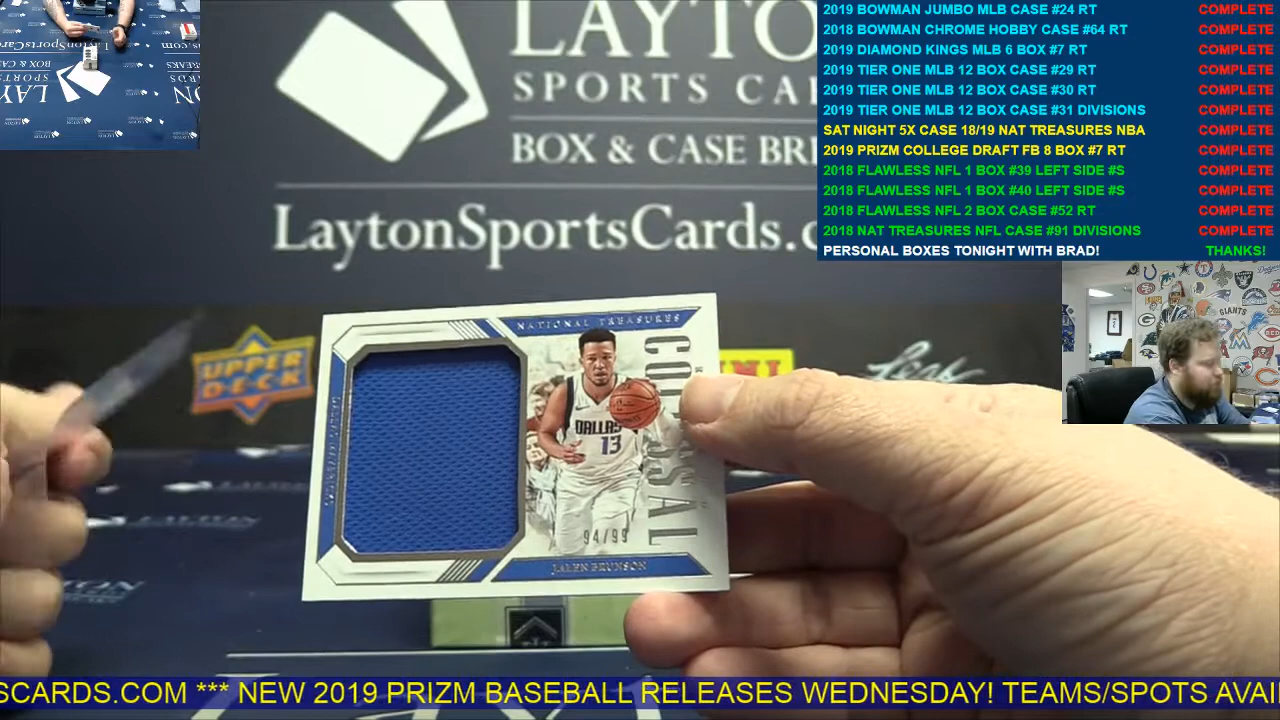 2019 BOWMAN JUMBO MLB CASE #24 RT COMPLETE
2018 BOWMAN CHROME HOBBY CASE #64 RT COMPLETE
2019 DIAMOND KINGS MLB 6 BOX #7 RT COMPLETE
2019 TIER ONE MLB 12 BOX CASE #29 RT COMPLETE
2019 TIER ONE MLB 12 BOX CASE #30 RT COMPLETE
2019 TIER ONE MLB 12 BOX CASE #31 DIVISIONS COMPLETE
SAT NIGHT 5X CASE 18/19 NAT TREASURES NBA COMPLETE
2019 PRIZM COLLEGE DRAFT FB 8 BOX #7 RT COMPLETE
2018 FLAWLESS NFL 1 BOX #39 LEFT SIDE #S COMPLETE
2018 FLAWLESS NFL 1 BOX #40 LEFT SIDE #S COMPLETE
2018 FLAWLESS NFL 2 BOX CASE #52 RT COMPLETE
2018 NAT TREASURES NFL CASE #91 DIVISIONS COMPLETE
PERSONAL BOXES TONIGHT WITH BRAD! THANKS!
LAYTON
SPORTS CA
BOX & CASE BRE
LaytonSportsCards.c
GIANTS
UPPER DECK
Leaf
NATIONAL TREASURES
COLOSSAL
DALLAS
13
94/99
JALEN BRUNSON
SCARDS.COM *** NEW 2019 PRIZM BASEBALL RELEASES WEDNESDAY! TEAMS/SPOTS AVAI